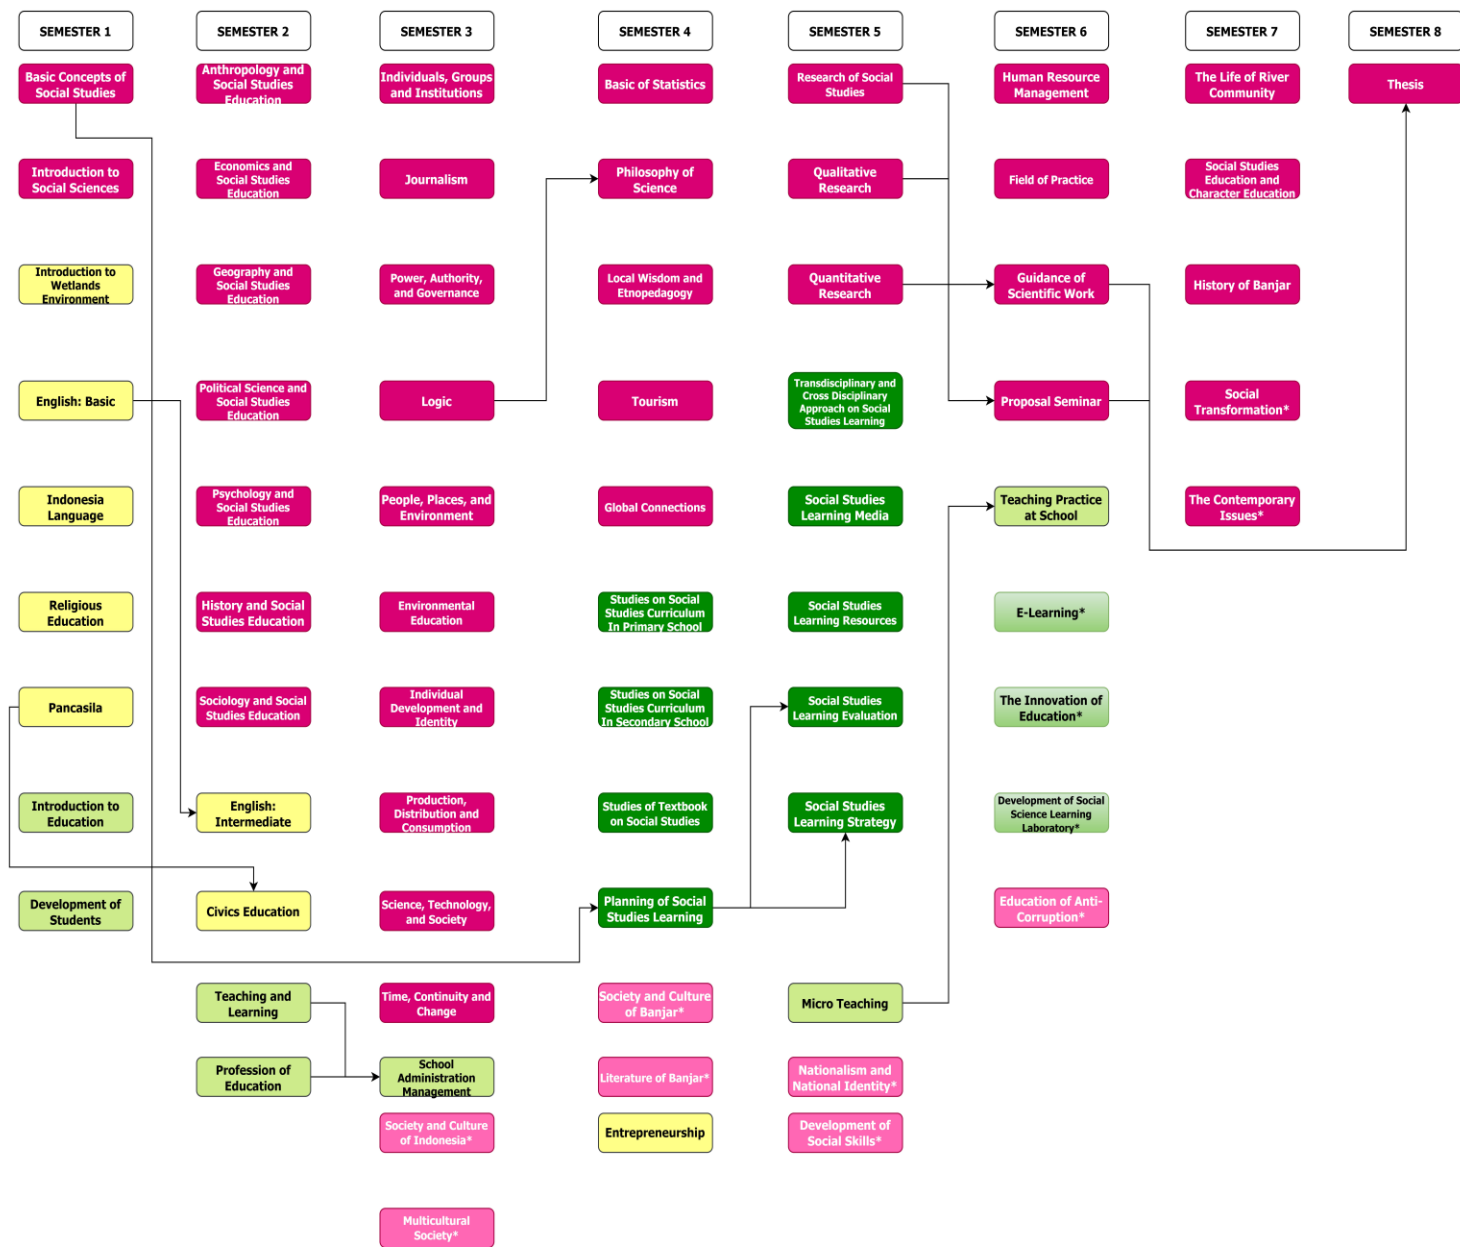 SEMESTER 1
SEMESTER 2
SEMESTER 3
SEMESTER 4
SEMESTER 5
SEMESTER 6
SEMESTER 7
SEMESTER 8
Basic Concepts of
Social Studies
Anthropology and
Social Studies
Education
Individuals, Groups
and Institutions
Basic of Statistics
Research of Social
Studies
Human Resource
Management
The Life of River
Community
Thesis
Introduction to
Social Sciences
Economics and
Social Studies
Education
Journalism
Philosophy of
Science
Qualitative
Research
Field of Practice
Social Studies
Education and
Character Education
Introduction to
Wetlands
Environment
Geography and
Social Studies
Education
Power, Authority,
and Governance
Local Wisdom and
Etnopedagogy
Quantitative
Research
Guidance of
Scientific Work
History of Banjar
English: Basic
Political Science and
Social Studies
Education
Logic
Tourism
Transdisciplinary and
Cross Disciplinary
Approach on Social
Studies Learning
Proposal Seminar
Social
Transformation*
Indonesia
Language
Psychology and
Social Studies
Education
People, Places, and
Environment
Global Connections
Social Studies
Learning Media
Teaching Practice
at School
The Contemporary
Issues*
Religious
Education
History and Social
Studies Education
Environmental
Education
Studies on Social
Studies Curriculum
In Primary School
Social Studies
Learning Resources
E-Learning*
Pancasila
Sociology and Social
Studies Education
Individual
Development and
Identity
Studies on Social
Studies Curriculum
In Secondary School
Social Studies
Learning Evaluation
The Innovation of
Education*
Introduction to
Education
English:
Intermediate
Production,
Distribution and
Consumption
Studies of Textbook
on Social Studies
Social Studies
Learning Strategy
Development of Social
Science Learning
Laboratory*
Development of
Students
Civics Education
Science, Technology,
and Society
Planning of Social
Studies Learning
Education of Anti-
Corruption*
Teaching and
Learning
Time, Continuity and
Change
Society and Culture
of Banjar*
Micro Teaching
Profession of
Education
School
Administration
Management
Literature of Banjar*
Nationalism and
National Identity*
Society and Culture
of Indonesia*
Entrepreneurship
Development of
Social Skills*
Multicultural
Society*